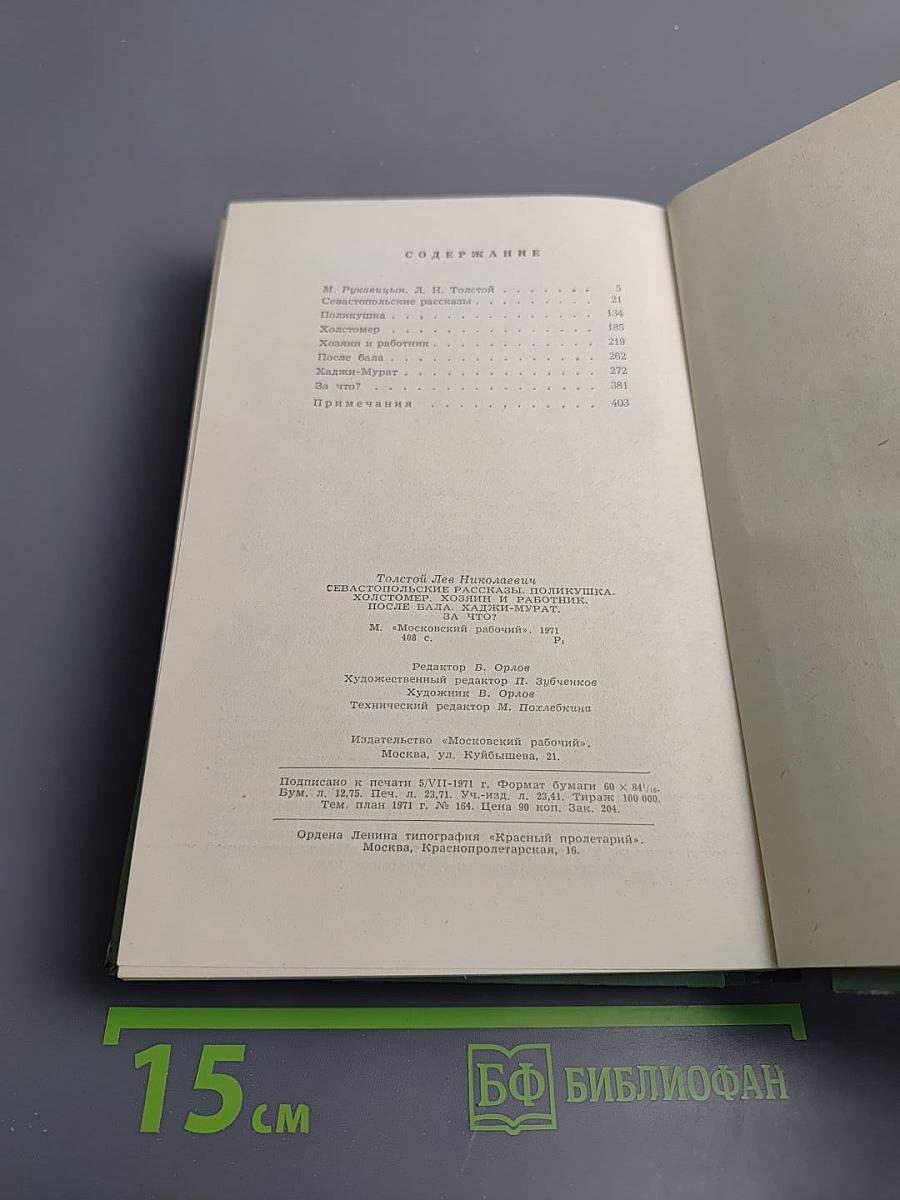 СОДЕРЖАНИЕ
М. Рукавицын. Л. Н. Толстой . . . . . . . 5
Севастопольские рассказы . . . . . . . . . 21
Поликушка . . . . . . . . . . . . . . . 134
Холстомер . . . . . . . . . . . . . . . 185
Хозяин и работник . . . . . . . . . . . . 219
После бала . . . . . . . . . . . . . . . 262
Хаджи-Мурат . . . . . . . . . . . . . . 272
За что? . . . . . . . . . . . . . . . . 381
Примечания . . . . . . . . . . . . 403
Толстой Лев Николаевич
СЕВАСТОПОЛЬСКИЕ РАССКАЗЫ. ПОЛИКУШКА.
ХОЛСТОМЕР. ХОЗЯИН И РАБОТНИК.
ПОСЛЕ БАЛА. ХАДЖИ-МУРАТ.
ЗА ЧТО?
М. «Московский рабочий», 1971
408 с. Р₁
Редактор Б. Орлов
Художественный редактор П. Зубченков
Художник В. Орлов
Технический редактор М. Похлебкина
Издательство «Московский рабочий».
Москва, ул. Куйбышева, 21.
Подписано к печати 5/VII-1971 г. Формат бумаги 60 × 84¹/₁₆.
Бум. л. 12,75. Печ. л. 23,71. Уч.-изд. л. 23,41. Тираж 100 000.
Тем. план 1971 г. № 164. Цена 90 коп. Зак. 204.
Ордена Ленина типография «Красный пролетарий».
Москва, Краснопролетарская, 16.
15 см
БФ БИБЛИОФАН